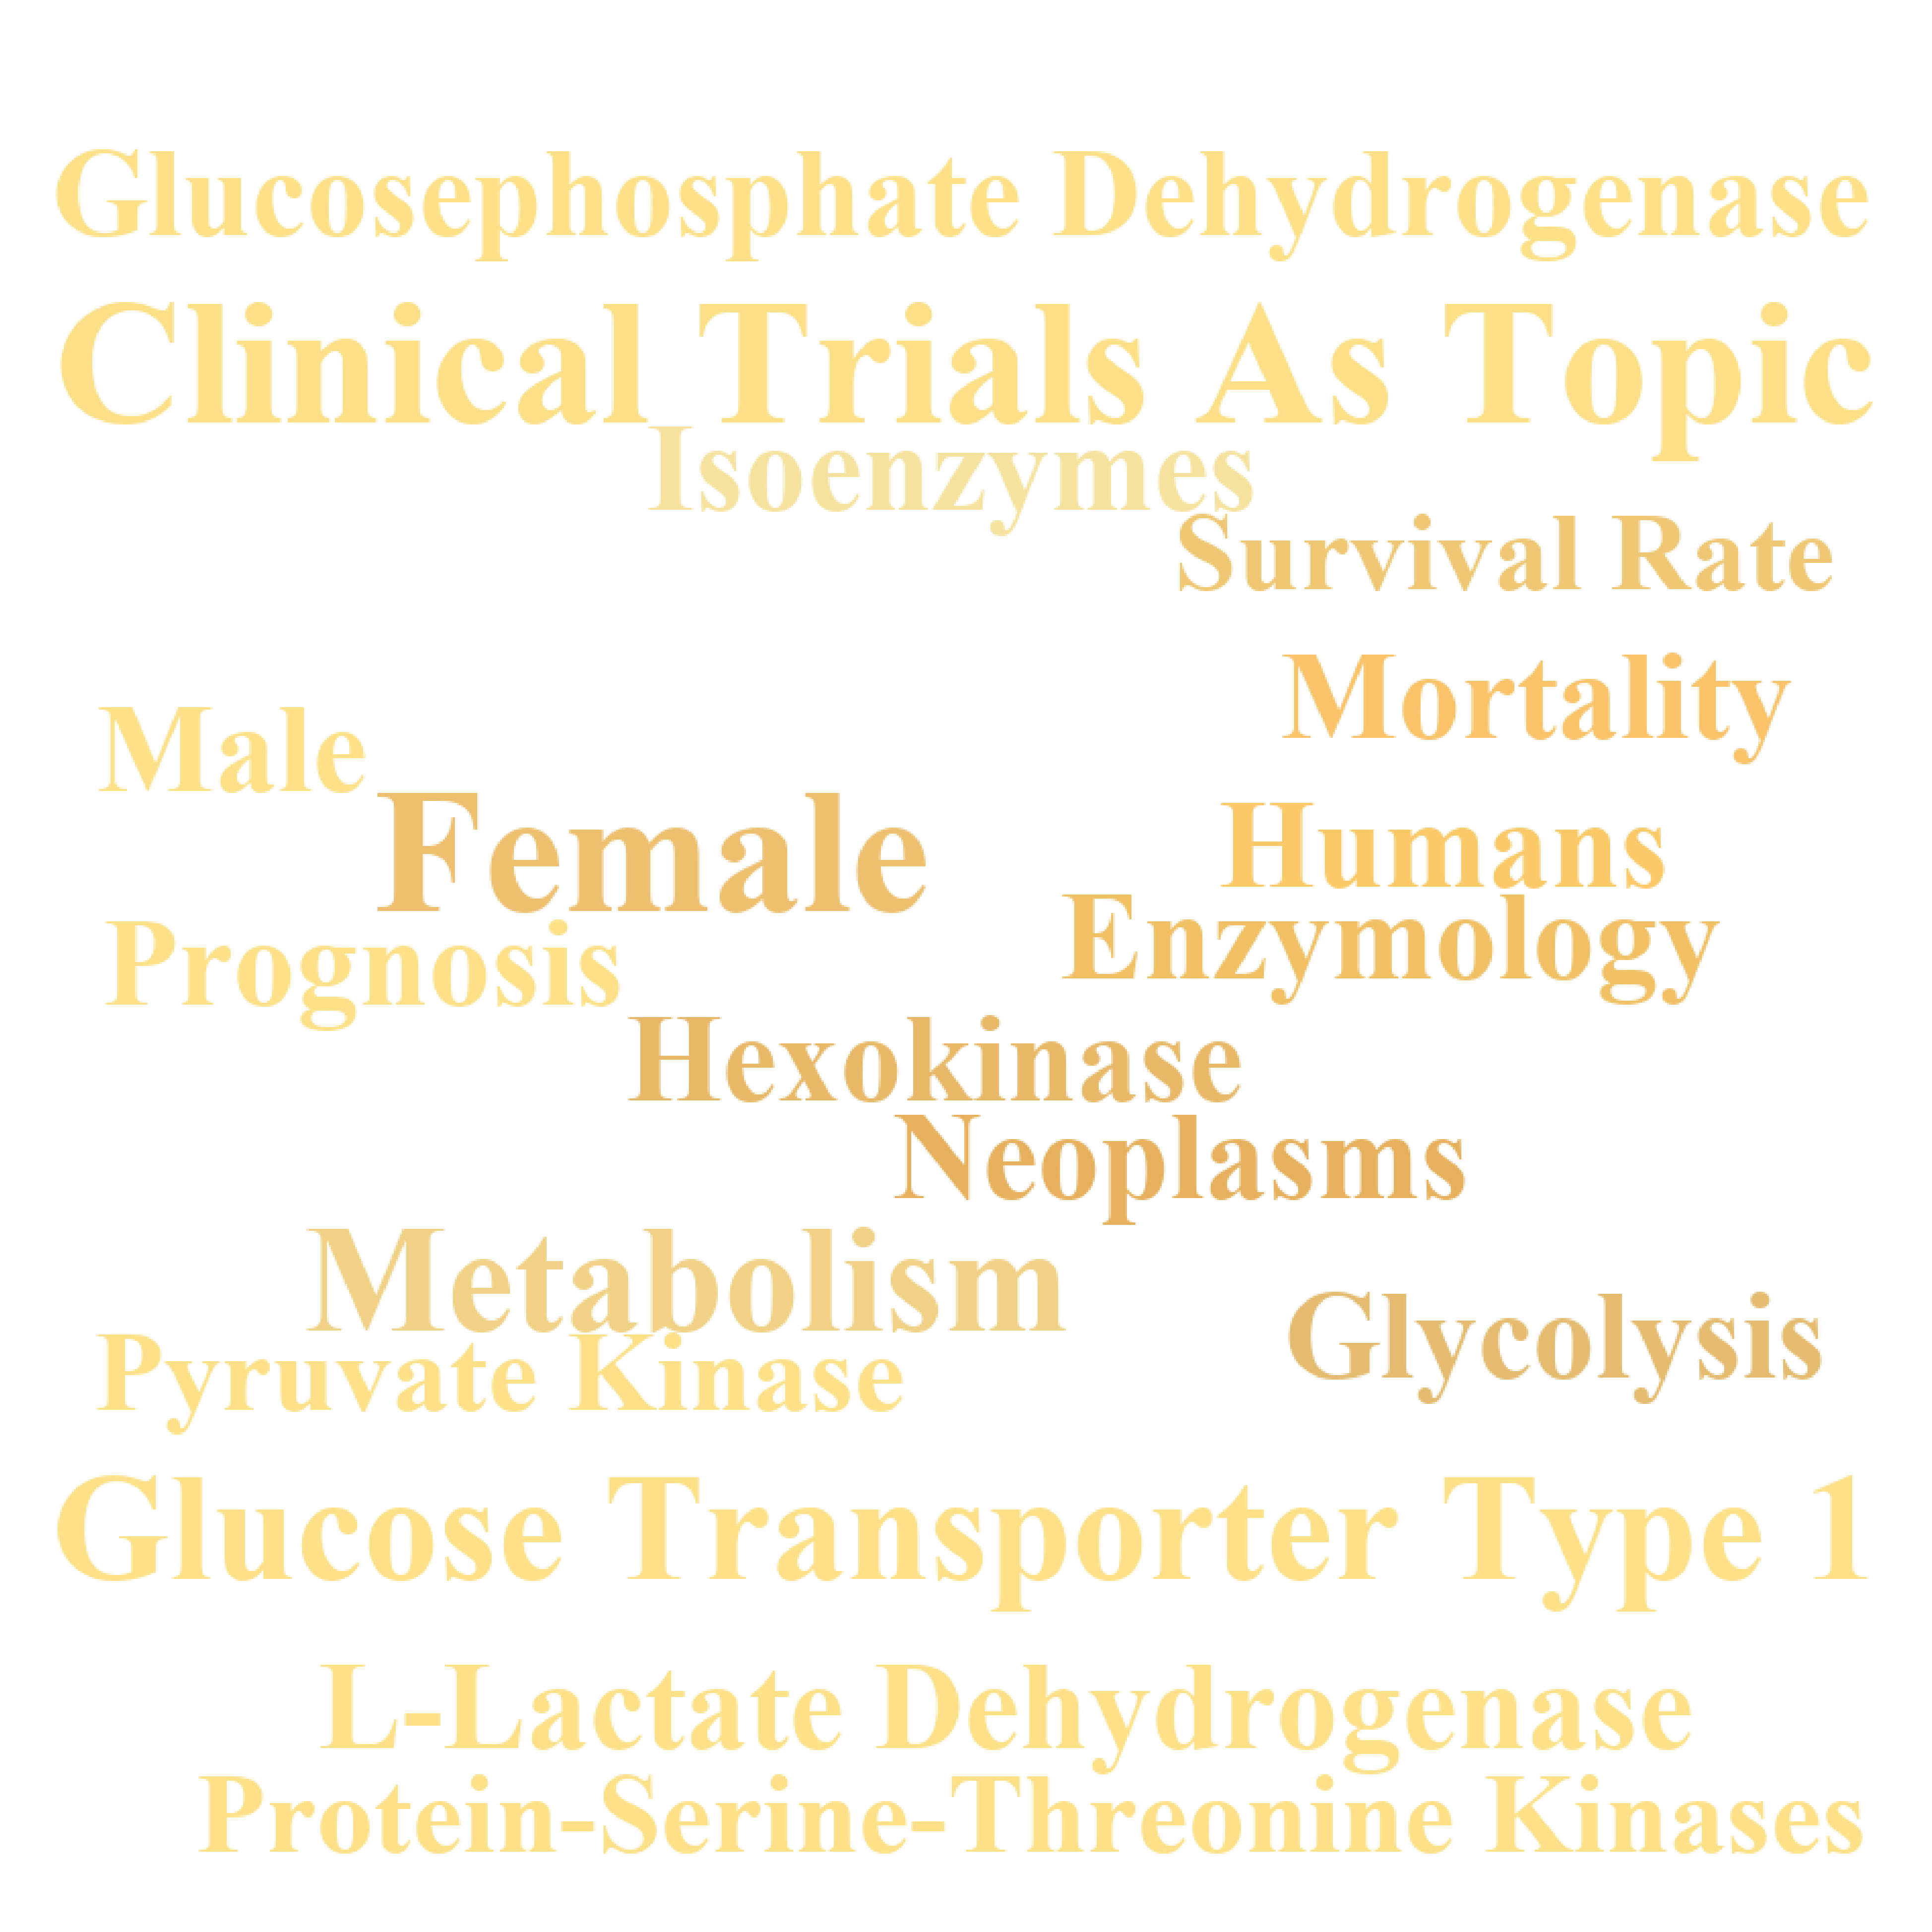 Glucosephosphate Dehydrogenase
Clinical Trials As Topic
Isoenzymes
Survival Rate
Mortality
Male
Female
Humans
Enzymology
Prognosis
Hexokinase
Neoplasms
Metabolism
Glycolysis
Pyruvate Kinase
Glucose Transporter Type 1
L-Lactate Dehydrogenase
Protein-Serine-Threonine Kinases